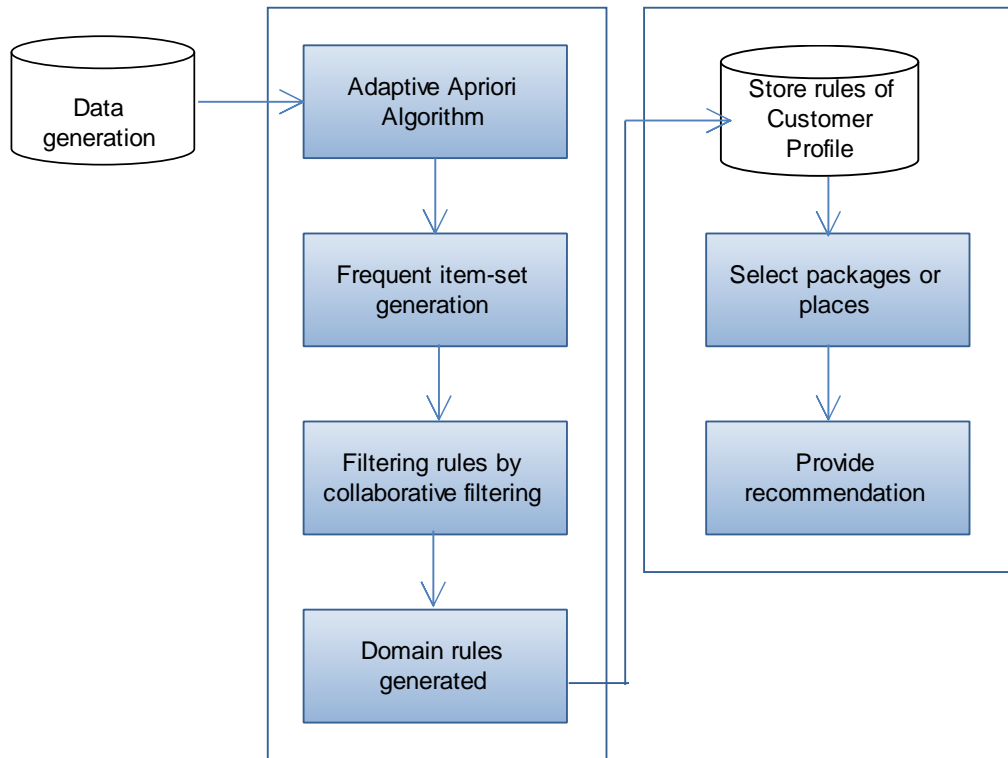 Data
generation
Adaptive Apriori
Algorithm
Frequent item-set
generation
Filtering rules by
collaborative filtering
Domain rules
generated
Store rules of
Customer
Profile
Select packages or
places
Provide
recommendation